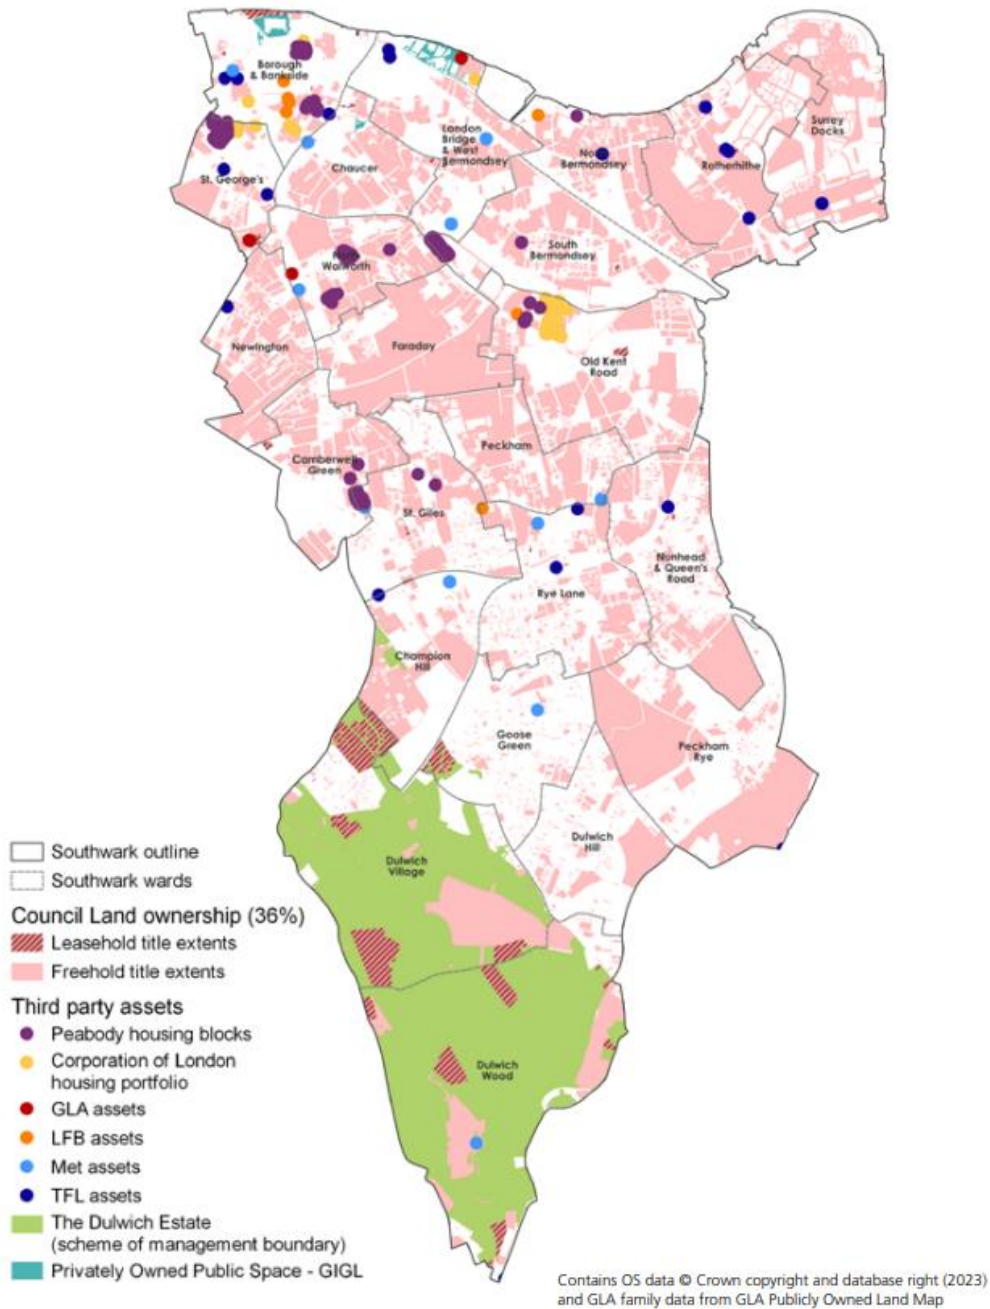 Borough
& Bankside
London
Bridge
& West
Bermondsey
Surrey
Docks
Bermondsey
Rotherhithe
Chaucer
St. George's
South
Bermondsey
Walworth
Newington
Faraday
Old Kent
Road
Peckham
Camberwell
Green
St. Giles
Nunhead
& Queen's
Road
Rye Lane
Champion
Hill
Goose
Green
Peckham
Rye
Dulwich
Hill
Dulwich
Village
Dulwich
Wood
Southwark outline
Southwark wards
Council Land ownership (36%)
Leasehold title extents
Freehold title extents
Third party assets
Peabody housing blocks
Corporation of London
housing portfolio
GLA assets
LFB assets
Met assets
TFL assets
The Dulwich Estate
(scheme of management boundary)
Privately Owned Public Space - GIGL
Contains OS data © Crown copyright and database right (2023)
and GLA family data from GLA Publicly Owned Land Map